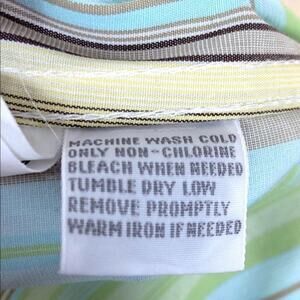 MACHINE WASH COLD
ONLY NON-CHLORINE
BLEACH WHEN NEEDED
TUMBLE DRY LOW
REMOVE PROMPTLY
WARM IRON IF NEEDED